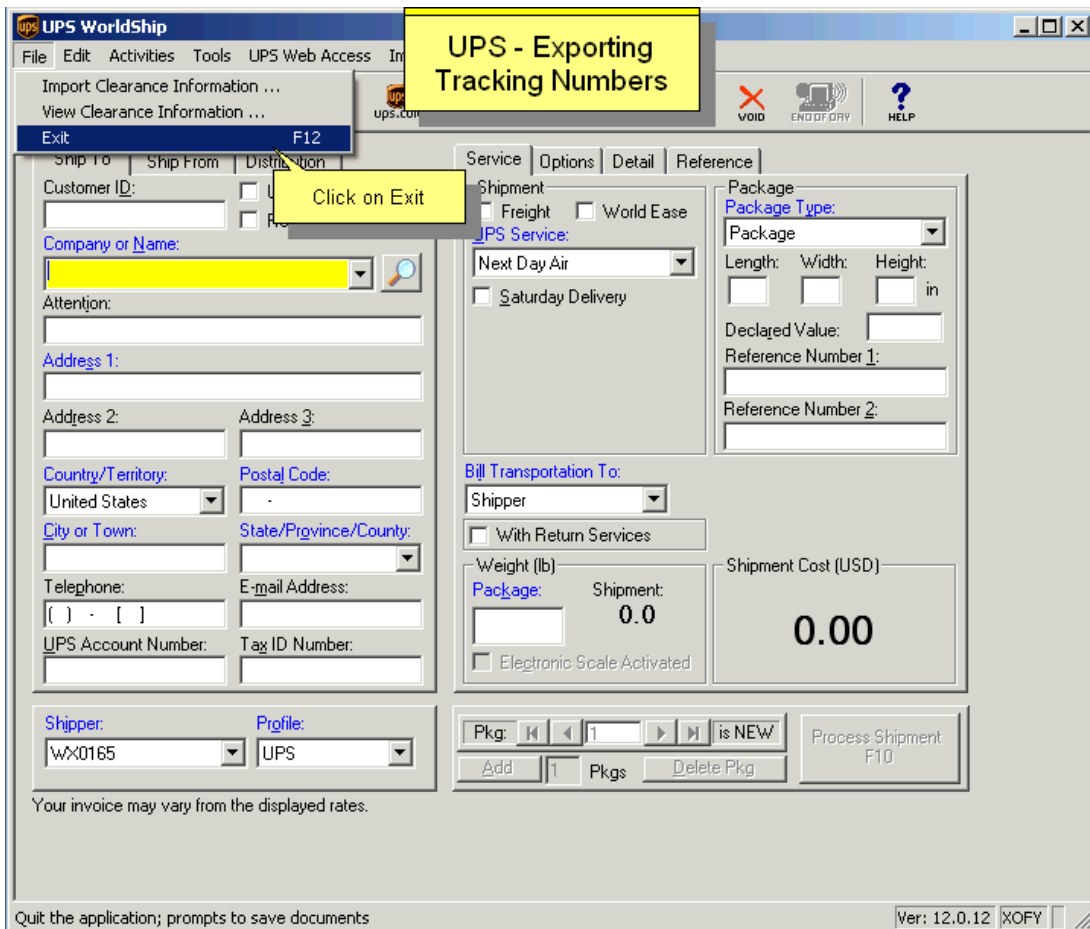 UPS WorldShip
UPS - Exporting
Tracking Numbers
File Edit Activities Tools UPS Web Access
Import Clearance Information ...
View Clearance Information ...
Exit F12
ups
ups.com
VOID
END OF DAY
HELP
Click on Exit
Ship To Ship From Distribution
Customer ID:
Company or Name:
Attention:
Address 1:
Address 2: Address 3:
Country/Territory: Postal Code:
United States -
City or Town: State/Province/County:
Telephone: E-mail Address:
( ) - [ ]
UPS Account Number: Tax ID Number:
Shipper: Profile:
WX0165 UPS
Your invoice may vary from the displayed rates.
Service Options Detail Reference
Shipment
Freight World Ease
UPS Service:
Next Day Air
Saturday Delivery
Package
Package Type:
Package
Length: Width: Height:
in
Declared Value:
Reference Number 1:
Reference Number 2:
Bill Transportation To:
Shipper
With Return Services
Weight (lb)
Package: Shipment:
0.0
Electronic Scale Activated
Shipment Cost (USD)
0.00
Pkg: 1 is NEW
Add 1 Pkgs Delete Pkg
Process Shipment
F10
Quit the application; prompts to save documents
Ver: 12.0.12 XOFY